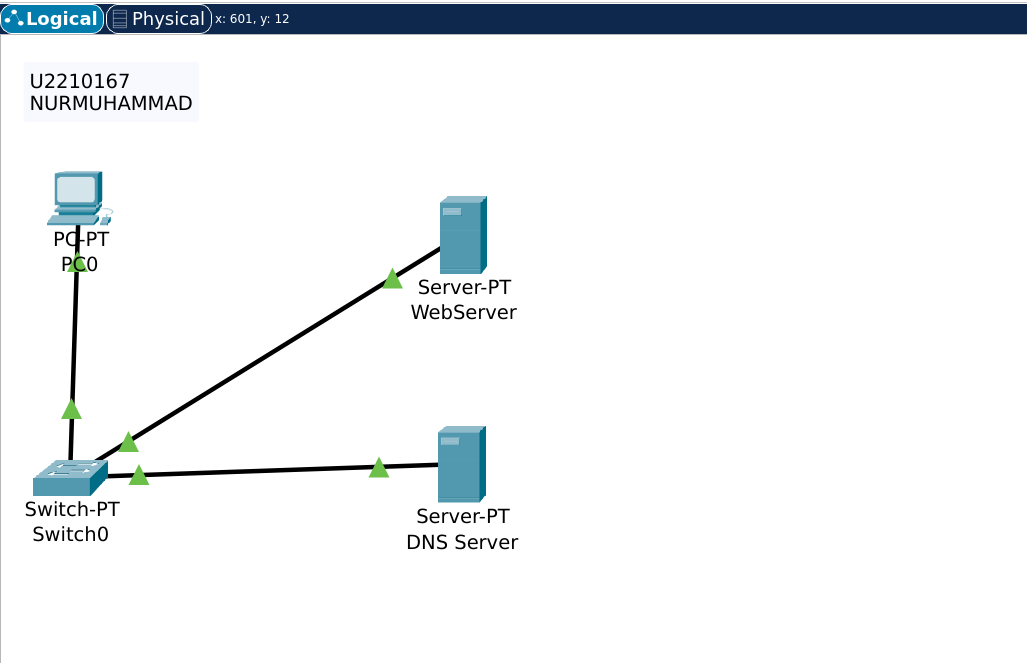 Logical Physical x: 601, y: 12
U2210167
NURMUHAMMAD
PC-PT
PC0
Server-PT
WebServer
Switch-PT
Switch0
Server-PT
DNS Server